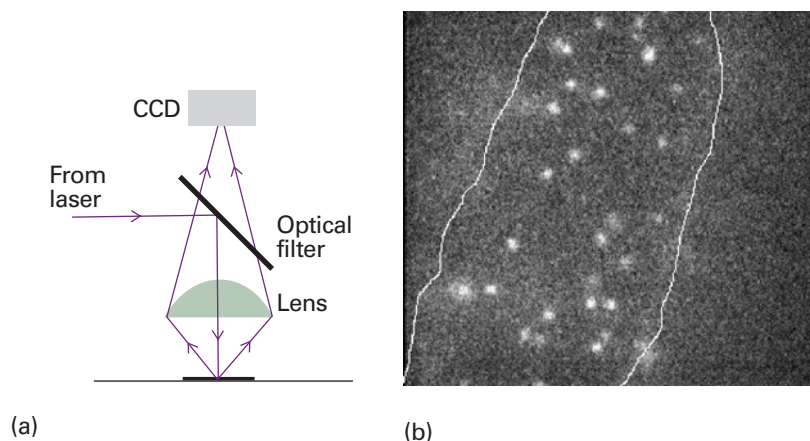 CCD
From
laser
Optical
filter
Lens
(a)
(b)